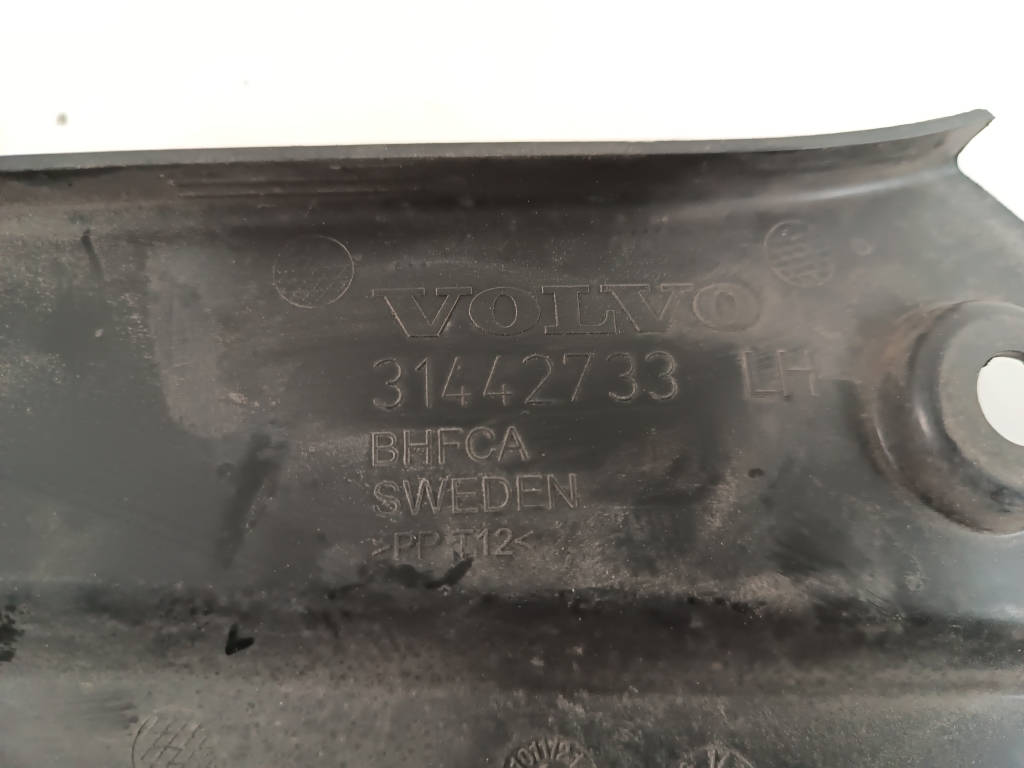 VOLVO
31442733 LH
BHFCA
SWEDEN
>PP T12<